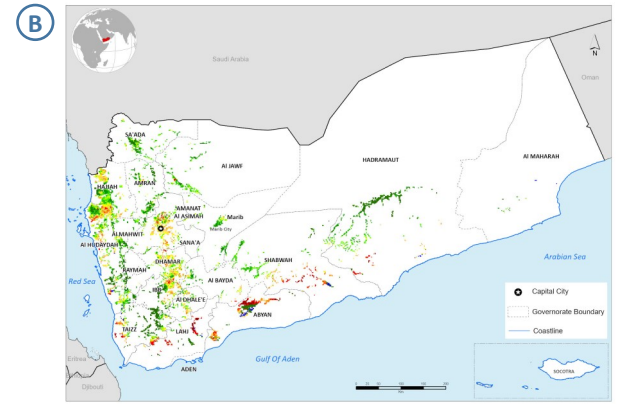 B
Saudi Arabia
N
Oman
SA'ADA
Al JAWF
HADRAMAUT
Al MAHARAH
HAJJAH
AMRAN
AMANAT
Al ASIMAH
Marib
Marib City
Al MAHWIT
Al HUDAYDAH
SANA'A
Arabian Sea
DHAMAR
SHABWAH
RAYMAH
Red Sea
Al BAYDA
IBB
Al DHALE'E
Capital City
ABYAN
Governorate Boundary
TAIZZ
LAHJ
Coastline
Eritrea
Gulf Of Aden
ADEN
SOCOTRA
Djibouti